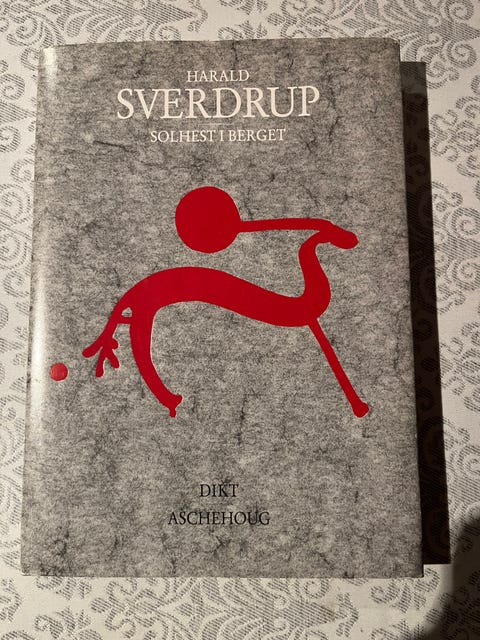 HARALD
SVERDRUP
SOLHEST I BERGET
DIKT
ASCHEHOUG